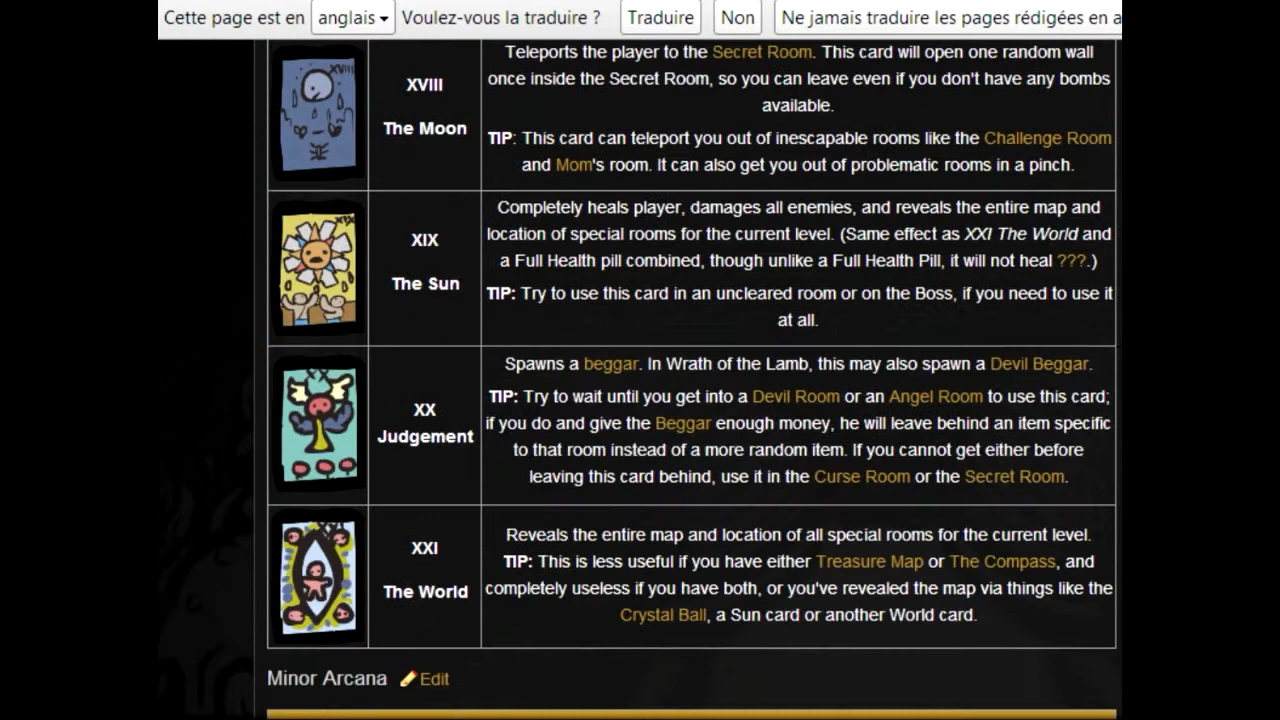 Cette page est en anglais Voulez-vous la traduire ? Traduire Non Ne jamais traduire les pages rédigées en a
Teleports the player to the Secret Room. This card will open one random wall
once inside the Secret Room, so you can leave even if you don't have any bombs
available.
XVIII
The Moon
TIP: This card can teleport you out of inescapable rooms like the Challenge Room
and Mom's room. It can also get you out of problematic rooms in a pinch.
Completely heals player, damages all enemies, and reveals the entire map and
location of special rooms for the current level. (Same effect as XXI The World and
a Full Health pill combined, though unlike a Full Health Pill, it will not heal ???.)
XIX
The Sun
TIP: Try to use this card in an uncleared room or on the Boss, if you need to use it
at all.
Spawns a beggar. In Wrath of the Lamb, this may also spawn a Devil Beggar.
XX
Judgement
TIP: Try to wait until you get into a Devil Room or an Angel Room to use this card;
if you do and give the Beggar enough money, he will leave behind an item specific
to that room instead of a more random item. If you cannot get either before
leaving this card behind, use it in the Curse Room or the Secret Room.
XXI
The World
Reveals the entire map and location of all special rooms for the current level.
TIP: This is less useful if you have either Treasure Map or The Compass, and
completely useless if you have both, or you've revealed the map via things like the
Crystal Ball, a Sun card or another World card.
Minor Arcana Edit